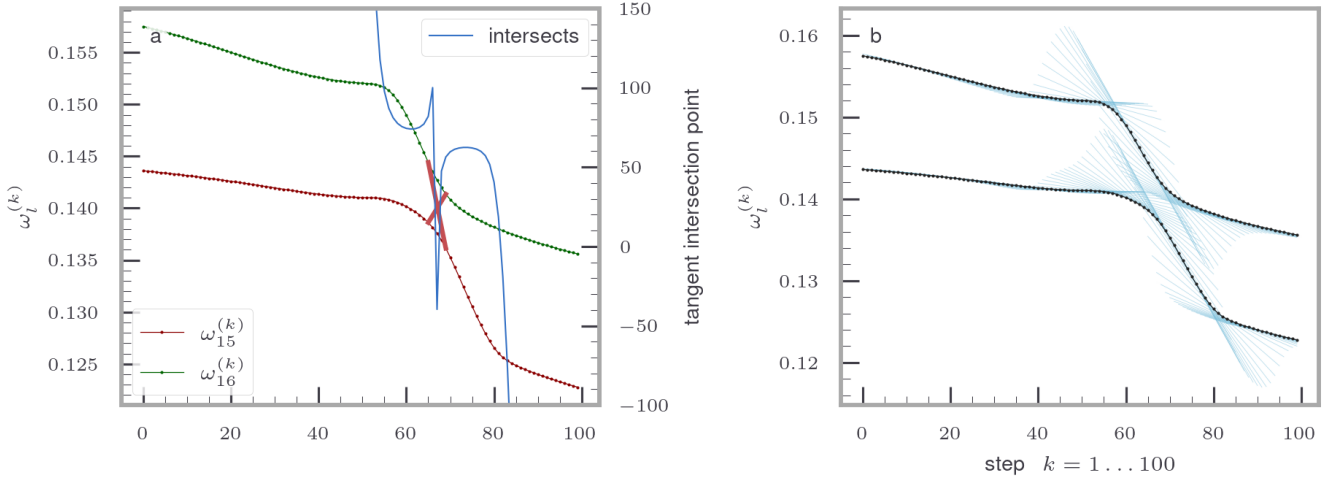 a
intersects
0.155
0.150
0.145
0.140
0.135
0.130
0.125
ω_l^(k)
150
100
50
0
−50
−100
tangent intersection point
ω_15^(k)
ω_16^(k)
0 20 40 60 80 100
b
0.16
0.15
0.14
0.13
0.12
ω_l^(k)
0 20 40 60 80 100
step k = 1 . . . 100